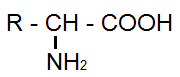 R - CH - COOH
NH2